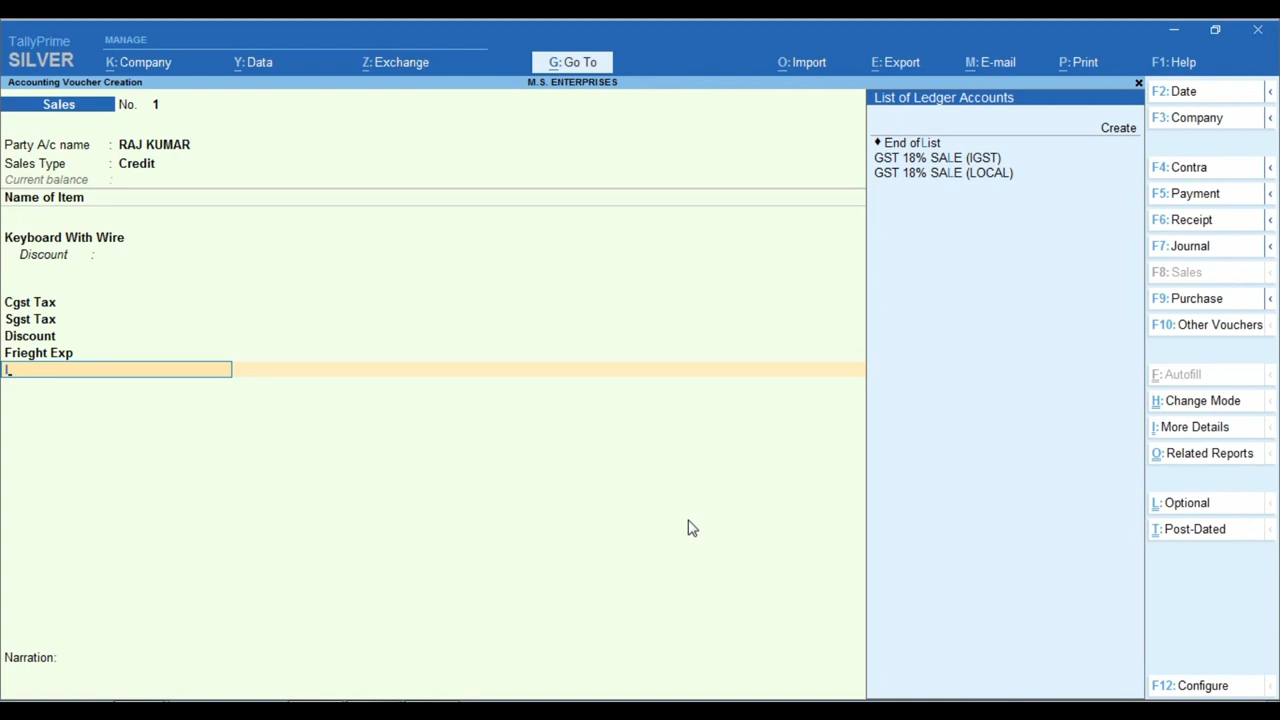 TallyPrime
SILVER
MANAGE
K: Company
Y: Data
Z: Exchange
G: Go To
O: Import
E: Export
M: E-mail
P: Print
F1: Help
Accounting Voucher Creation
M.S. ENTERPRISES
Sales No. 1
Party A/c name : RAJ KUMAR
Sales Type : Credit
Current balance :
Name of Item
Keyboard With Wire
Discount :
Cgst Tax
Sgst Tax
Discount
Frieght Exp
L
Narration:
List of Ledger Accounts
Create
♦ End of List
GST 18% SALE (IGST)
GST 18% SALE (LOCAL)
F2: Date
F3: Company
F4: Contra
F5: Payment
F6: Receipt
F7: Journal
F8: Sales
F9: Purchase
F10: Other Vouchers
F: Autofill
H: Change Mode
I: More Details
O: Related Reports
L: Optional
T: Post-Dated
F12: Configure